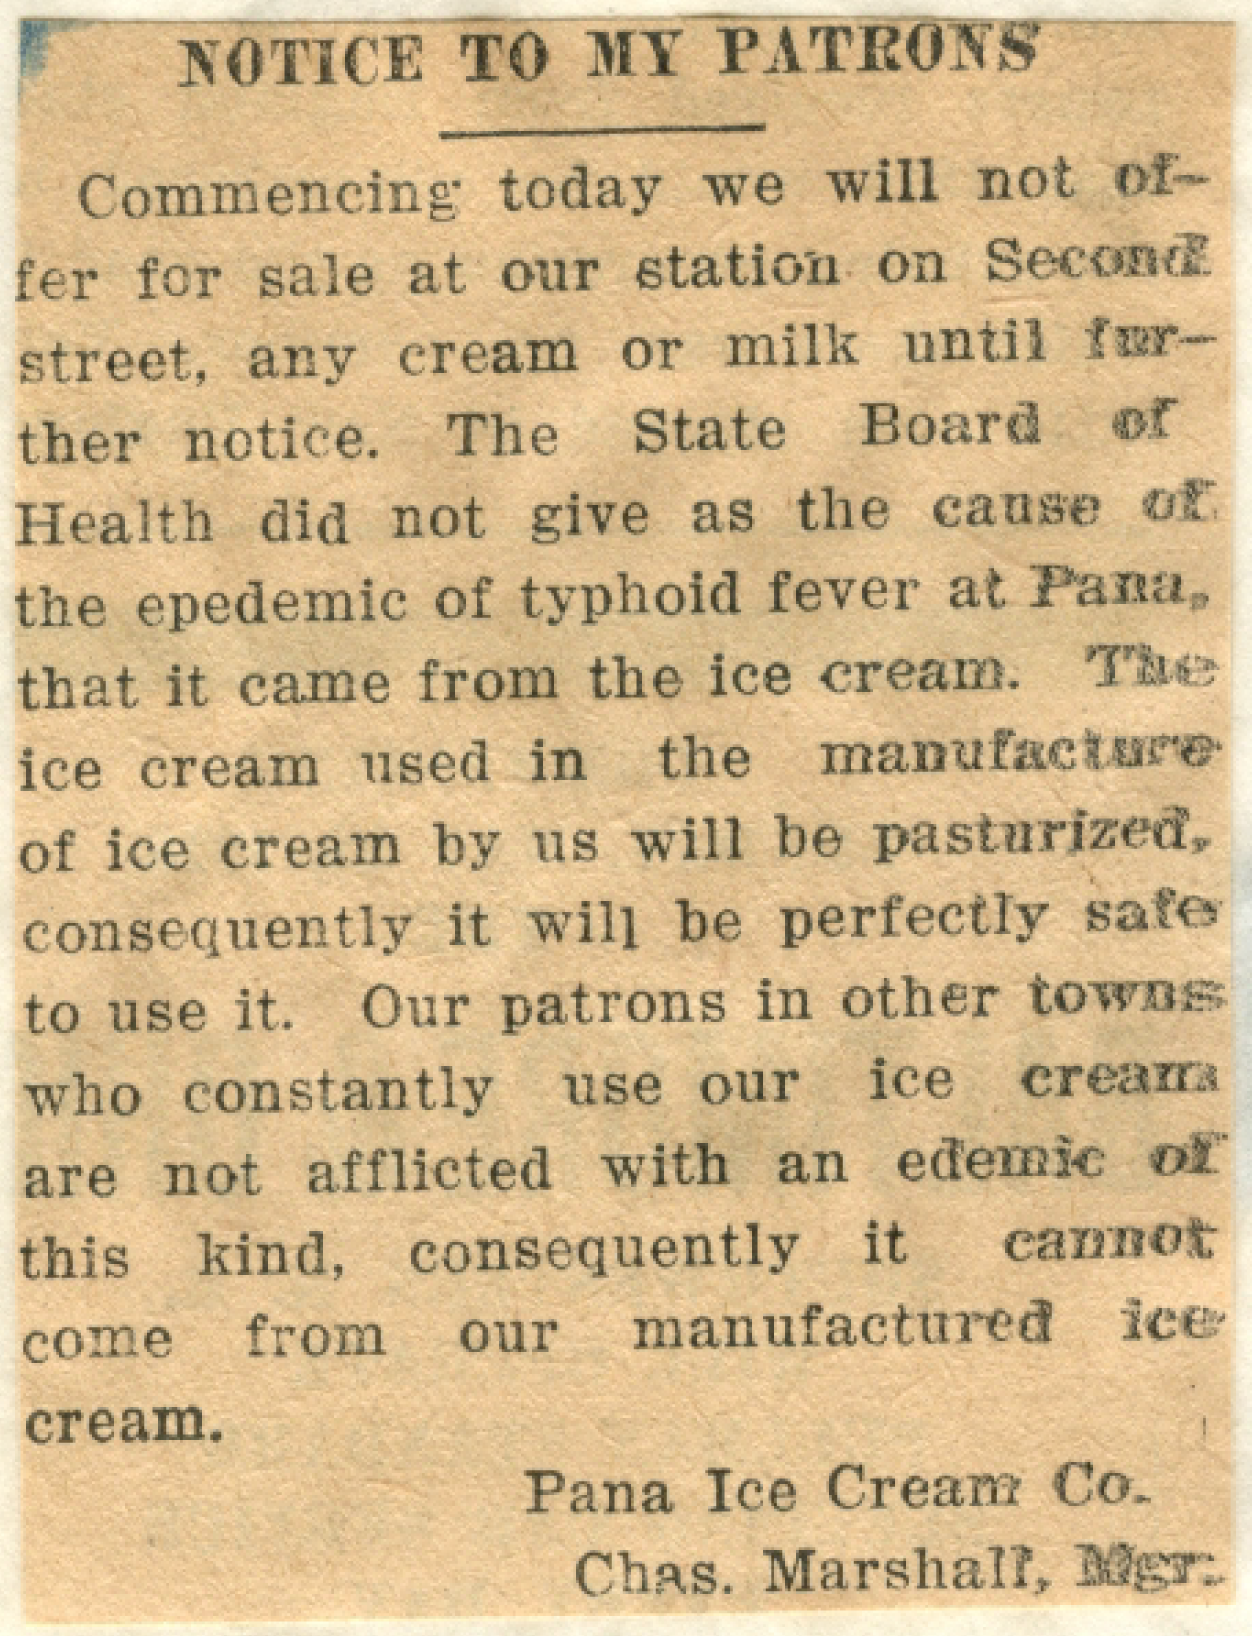 NOTICE TO MY PATRONS
Commencing today we will not of-
fer for sale at our station on Second
street, any cream or milk until fur-
ther notice. The State Board of
Health did not give as the cause of
the epedemic of typhoid fever at Pana,
that it came from the ice cream. The
ice cream used in the manufacture
of ice cream by us will be pasturized,
consequently it will be perfectly safe
to use it. Our patrons in other towns
who constantly use our ice cream
are not afflicted with an edemic of
this kind, consequently it cannot
come from our manufactured ice
cream.
Pana Ice Cream Co.
Chas. Marshall, Mgr.